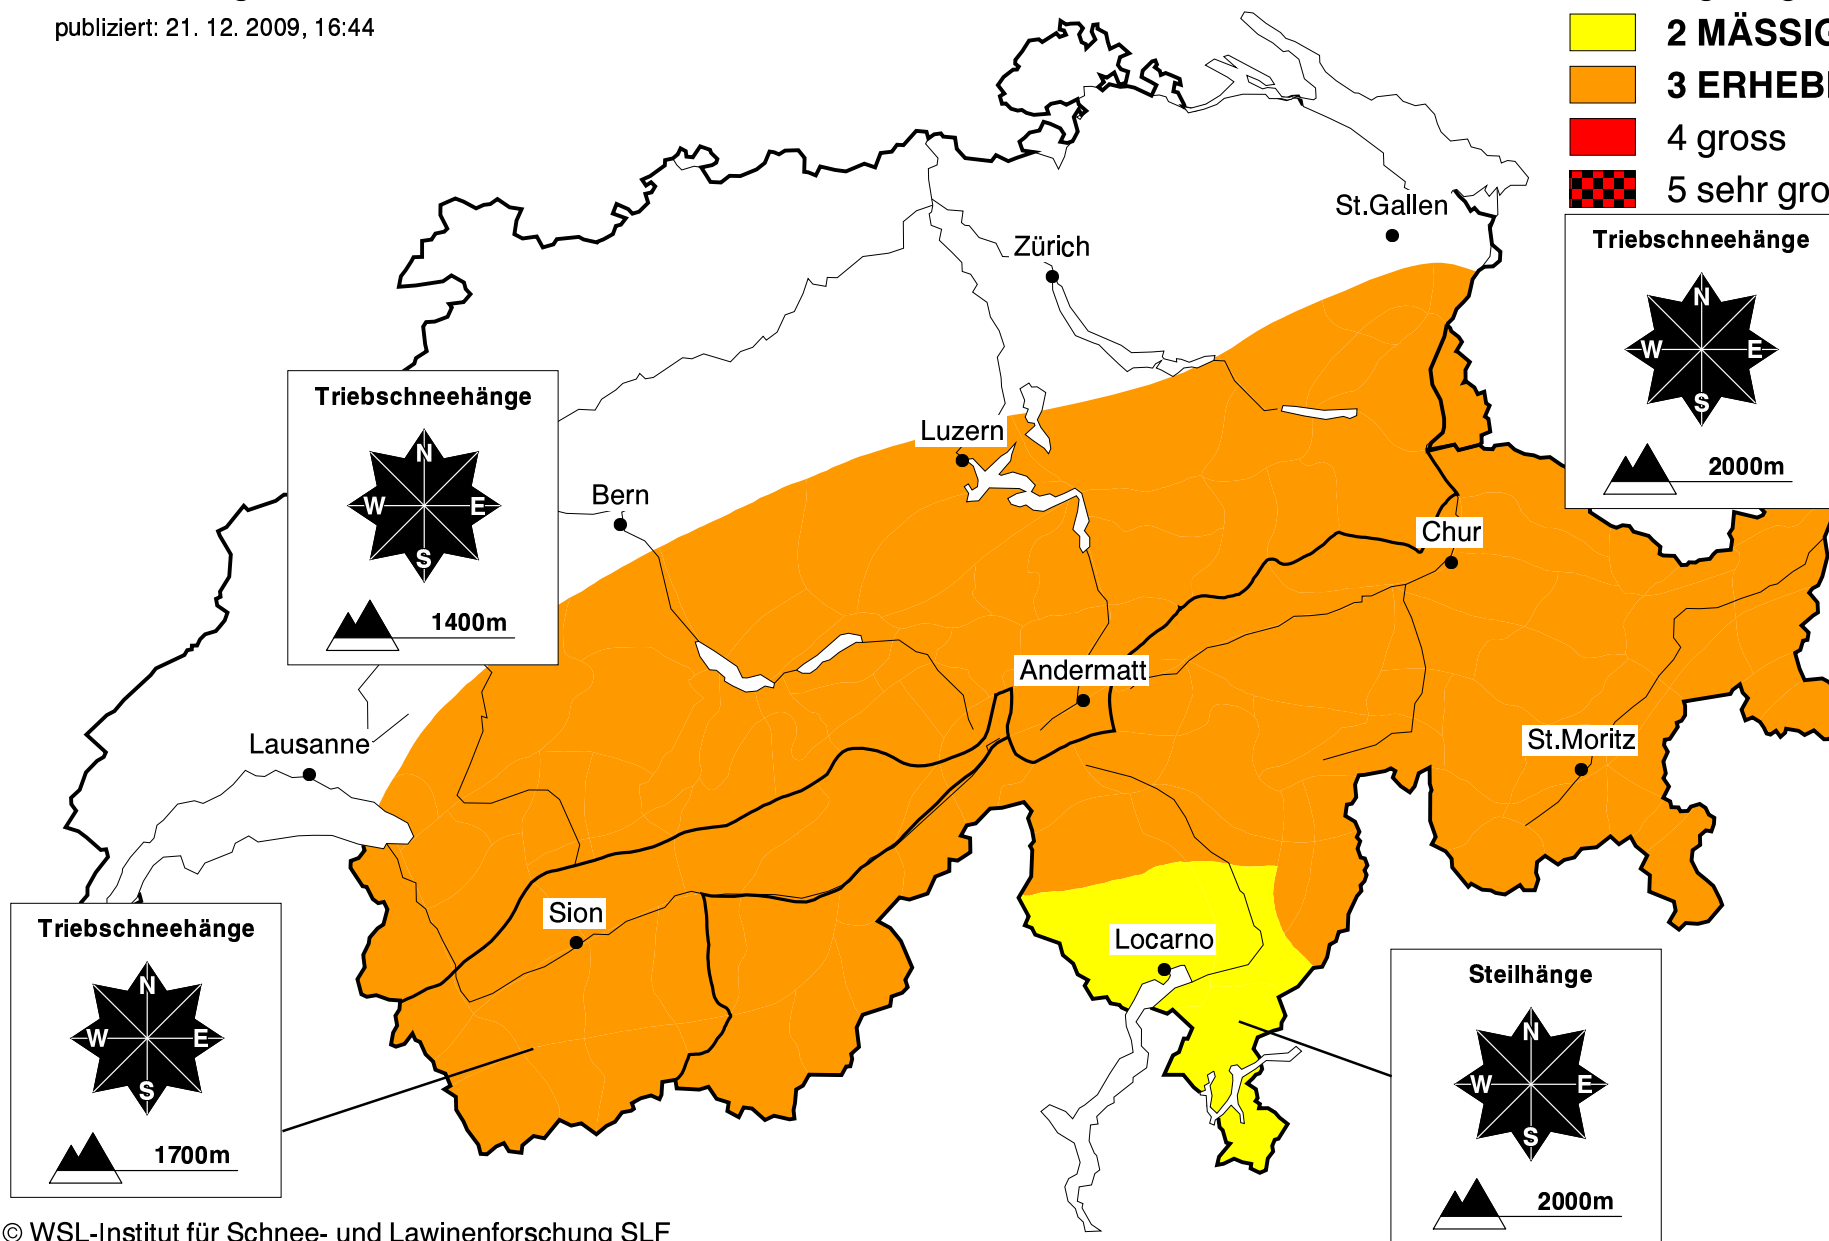 publiziert: 21. 12. 2009, 16:44
2 MÄSSIG
3 ERHEB
4 gross
5 sehr gro
St.Gallen
Zürich
Triebschneehänge
N
W E
S
2000m
Triebschneehänge
N
W E
S
1400m
Luzern
Bern
Chur
Andermatt
Lausanne
St.Moritz
Sion
Locarno
Triebschneehänge
N
W E
S
1700m
Steilhänge
N
W E
S
2000m
© WSL-Institut für Schnee- und Lawinenforschung SLF